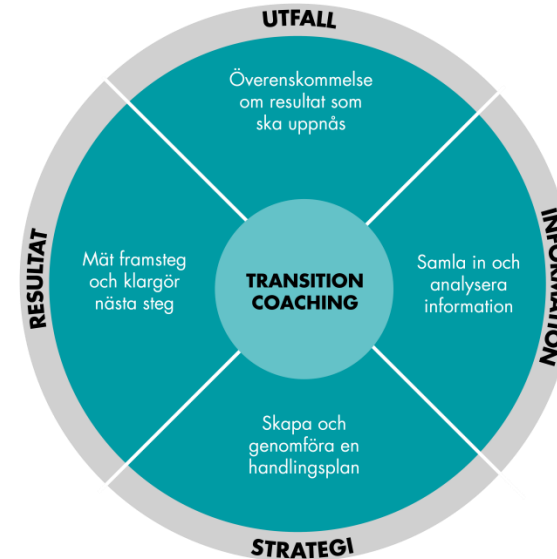 UTFALL
Överenskommelse
om resultat som
ska uppnås
INFORMATION
Samla in och
analysera
information
STRATEGI
Skapa och
genomföra en
handlingsplan
RESULTAT
Mät framsteg
och klargör
nästa steg
TRANSITION
COACHING